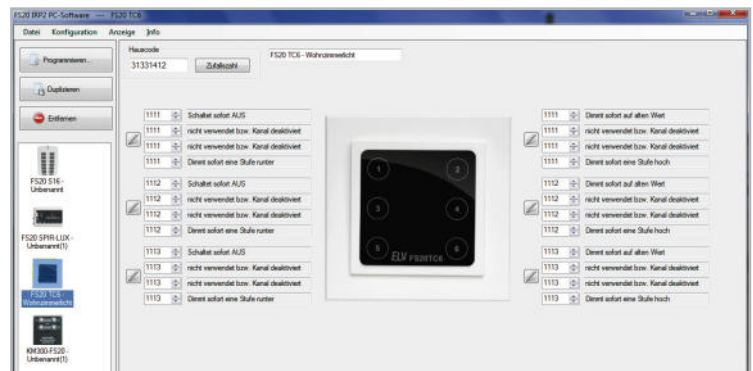 FS20 IRP2 PC-Software --- FS20 TC6
Datei Konfiguration Anzeige Info
Programmieren...
Duplizieren
Entfernen
FS20 S16 -
Unbenannt
FS20 SPIR-LUX -
Unbenannt(1)
FS20 TC6 -
Wohnzimmerlicht
KM300-FS20 -
Unbenannt(1)
Hauscode
31331412 Zufallszahl
FS20 TC6 - Wohnzimmerlicht
1111 Schaltet sofort AUS
1111 nicht verwendet bzw. Kanal deaktiviert
1111 nicht verwendet bzw. Kanal deaktiviert
1111 Dimmt sofort eine Stufe runter
1112 Schaltet sofort AUS
1112 nicht verwendet bzw. Kanal deaktiviert
1112 nicht verwendet bzw. Kanal deaktiviert
1112 Dimmt sofort eine Stufe runter
1113 Schaltet sofort AUS
1113 nicht verwendet bzw. Kanal deaktiviert
1113 nicht verwendet bzw. Kanal deaktiviert
1113 Dimmt sofort eine Stufe runter
1 2
3 4
5 6
ELV FS20TC6
1111 Dimmt sofort auf alten Wert
1111 nicht verwendet bzw. Kanal deaktiviert
1111 nicht verwendet bzw. Kanal deaktiviert
1111 Dimmt sofort eine Stufe hoch
1112 Dimmt sofort auf alten Wert
1112 nicht verwendet bzw. Kanal deaktiviert
1112 nicht verwendet bzw. Kanal deaktiviert
1112 Dimmt sofort eine Stufe hoch
1113 Dimmt sofort auf alten Wert
1113 nicht verwendet bzw. Kanal deaktiviert
1113 nicht verwendet bzw. Kanal deaktiviert
1113 Dimmt sofort eine Stufe hoch